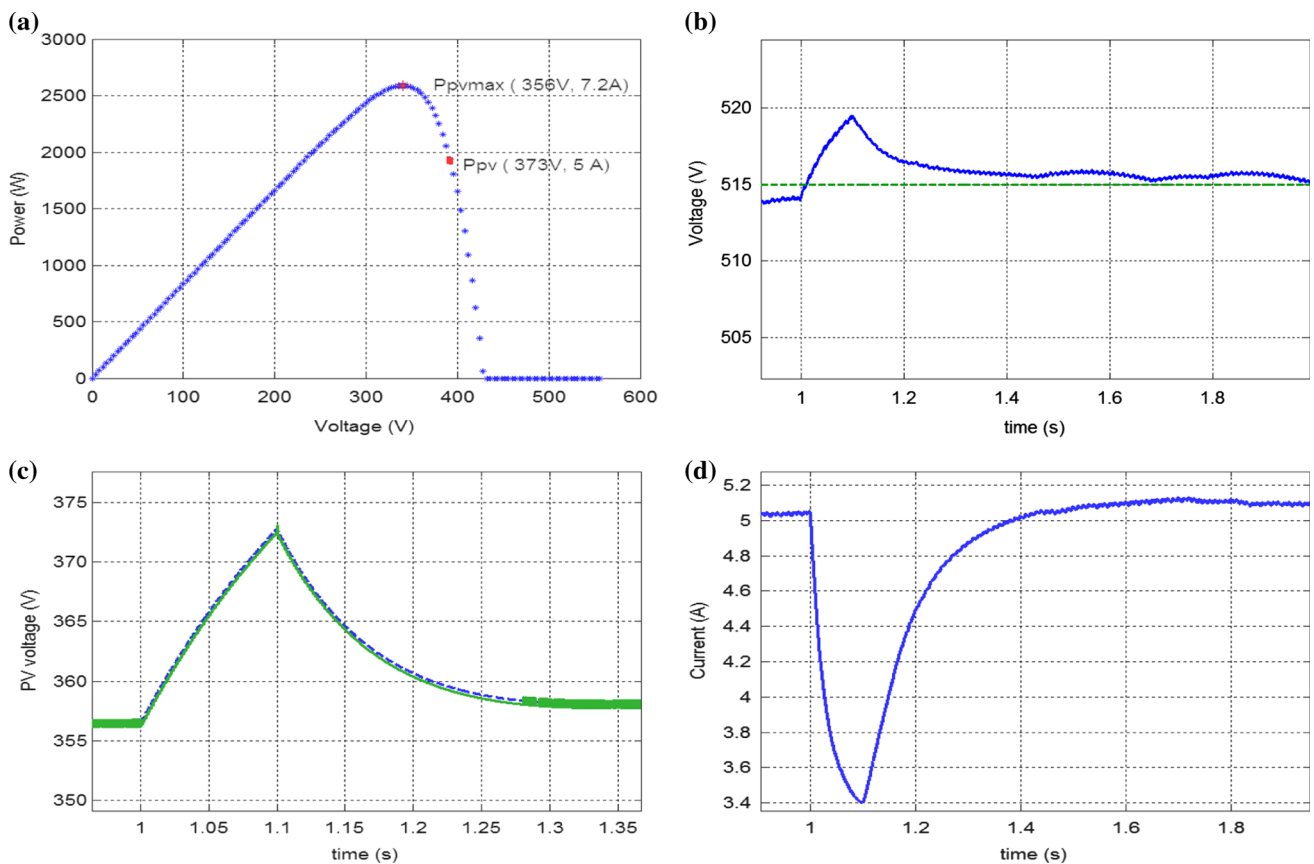 (a)
3000
2500
2000
1500
1000
500
0
Power (W)
Ppvmax ( 356V, 7.2A)
Ppv ( 373V, 5 A)
0 100 200 300 400 500 600
Voltage (V)
(b)
520
515
510
505
Voltage (V)
1 1.2 1.4 1.6 1.8
time (s)
(c)
375
370
365
360
355
350
PV voltage (V)
1 1.05 1.1 1.15 1.2 1.25 1.3 1.35
time (s)
(d)
5.2
5
4.8
4.6
4.4
4.2
4
3.8
3.6
3.4
Current (A)
1 1.2 1.4 1.6 1.8
time (s)